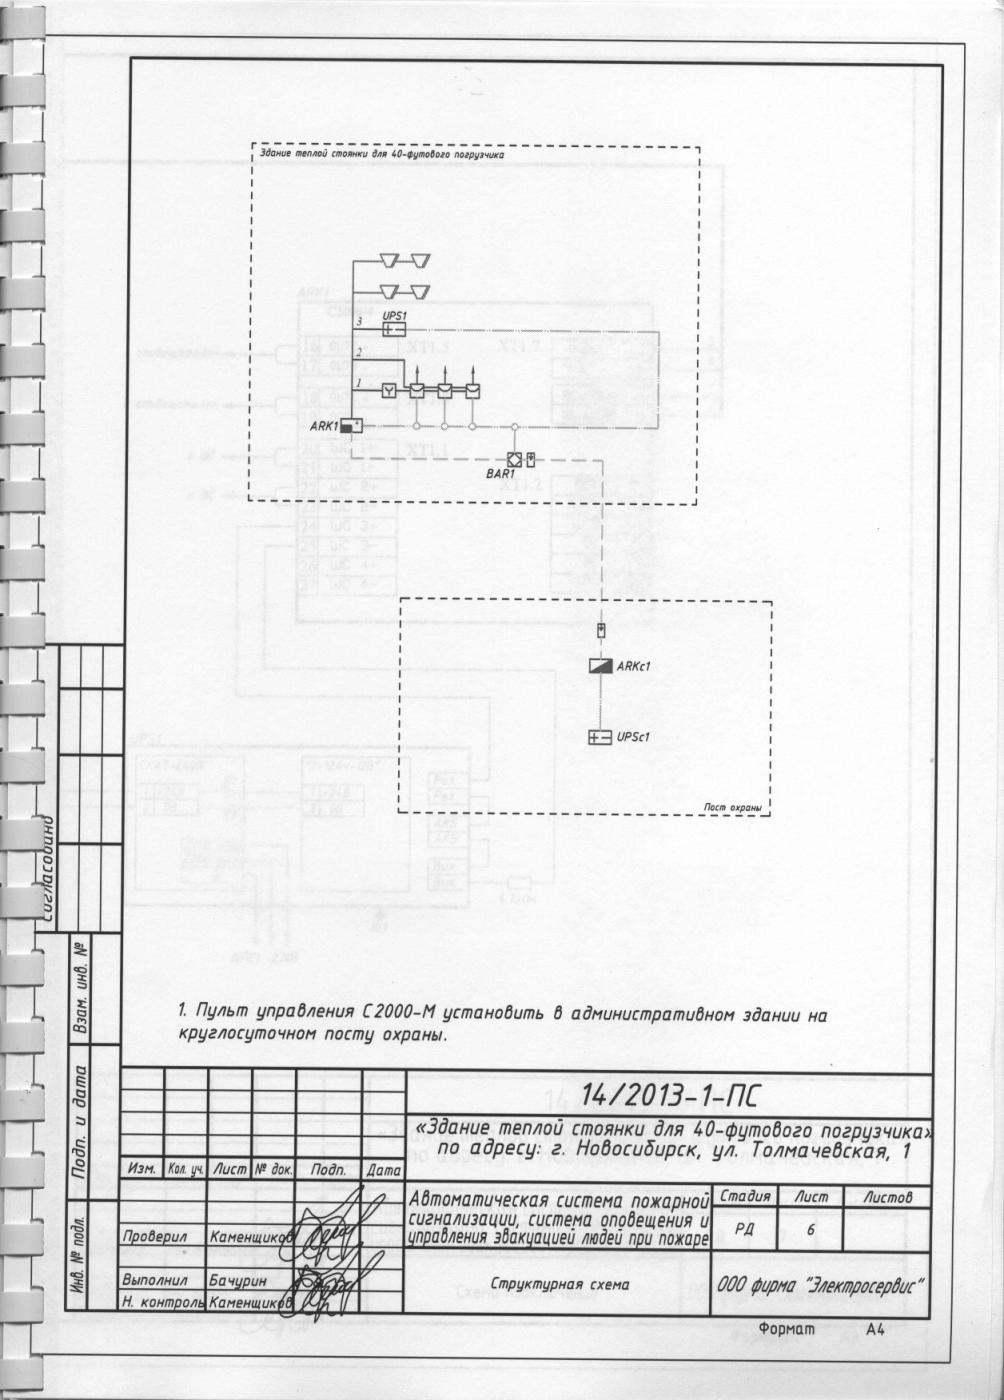 Здание теплой стоянки для 40-футового погрузчика
UPS1
3
2
1
ARK1
BAR1
ARKc1
UPSc1
Пост охраны
Согласовано
Взам. инв. №
Подп. и дата
Инв. № подл.
1. Пульт управления С2000-М установить в административном здании на
круглосуточном посту охраны.
14/2013-1-ПС
«Здание теплой стоянки для 40-футового погрузчика»
по адресу: г. Новосибирск, ул. Толмачевская, 1
Изм. Кол. уч. Лист № док. Подп. Дата
Автоматическая система пожарной
сигнализации, система оповещения и
управления эвакуацией людей при пожаре
Стадия Лист Листов
РД 6
Проверил Каменщиков
Выполнил Бачурин
Н. контроль Каменщиков
Структурная схема
ООО фирма "Электросервис"
Формат А4